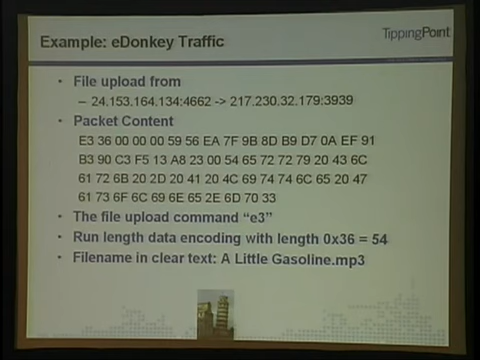 Example: eDonkey Traffic
TippingPoint
• File upload from
– 24.153.164.134:4662 -> 217.230.32.179:3939
• Packet Content
E3 36 00 00 00 59 56 EA 7F 9B 8D B9 D7 0A EF 91
B3 90 C3 F5 13 A8 23 00 54 65 72 72 79 20 43 6C
61 72 6B 20 2D 20 41 20 4C 69 74 74 6C 65 20 47
61 73 6F 6C 69 6E 65 2E 6D 70 33
• The file upload command “e3”
• Run length data encoding with length 0x36 = 54
• Filename in clear text: A Little Gasoline.mp3